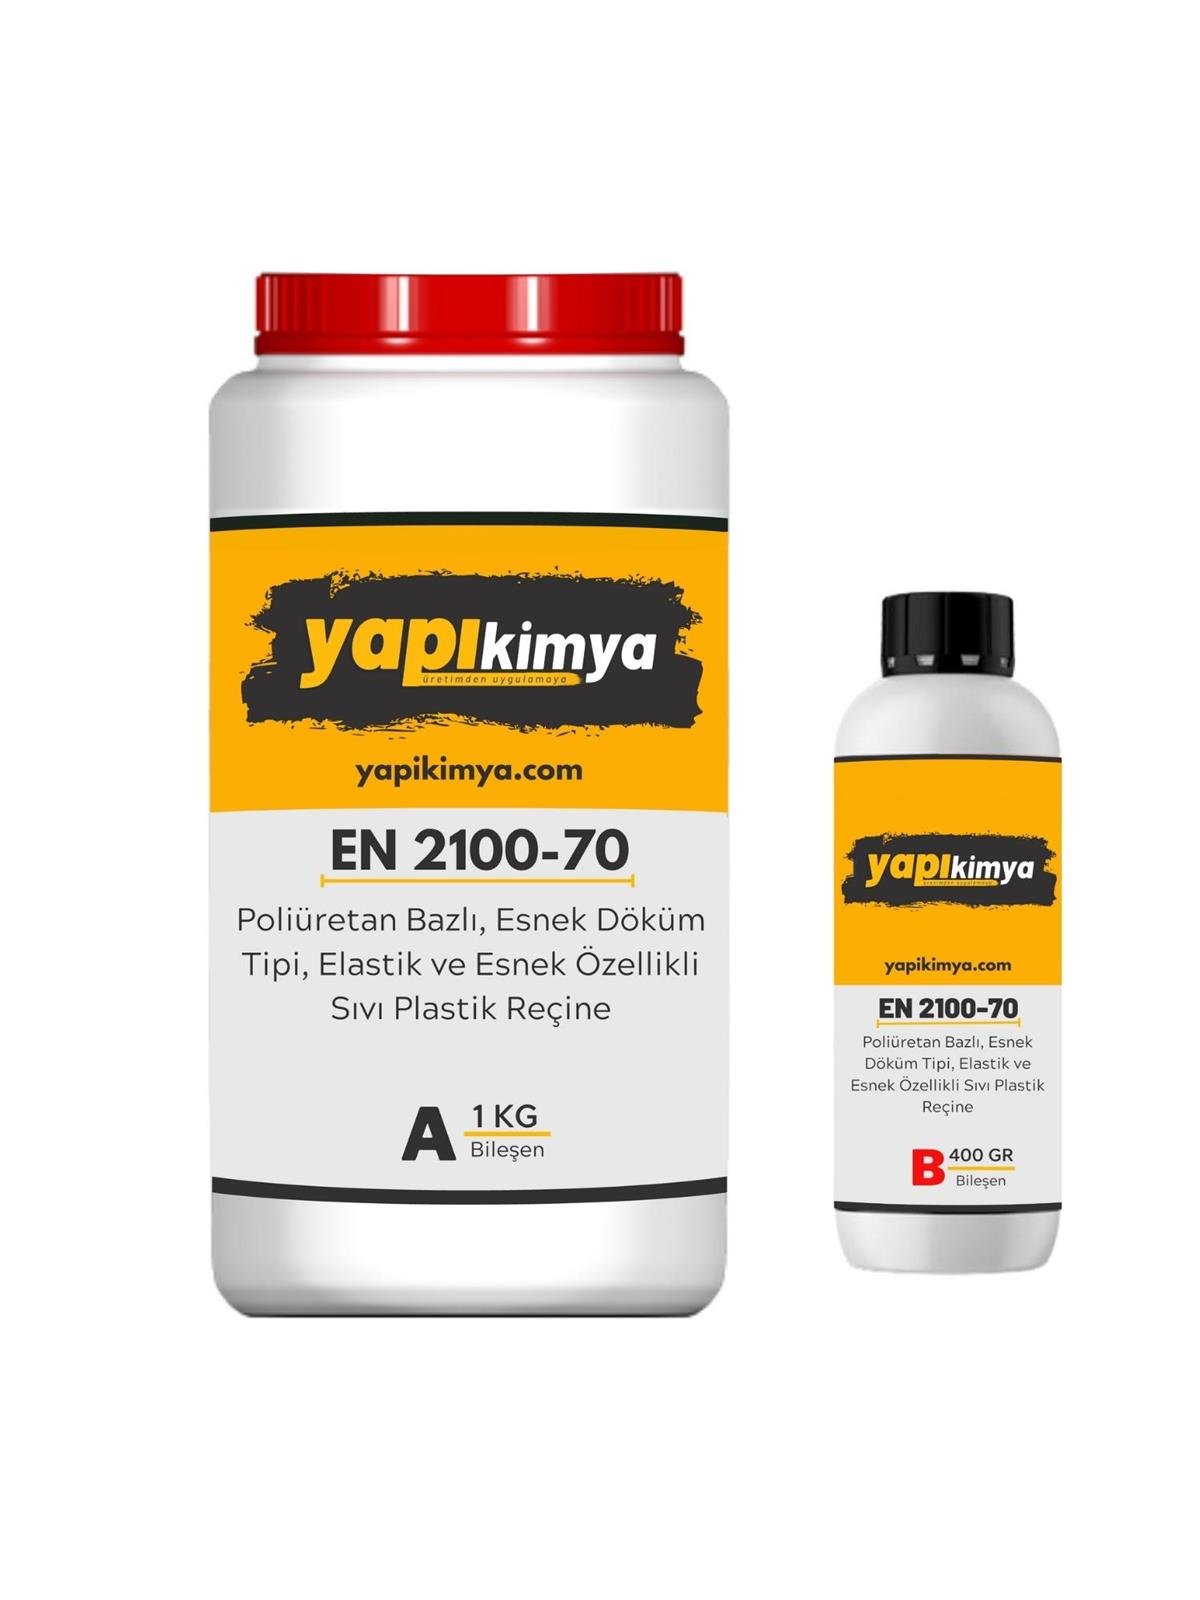 yapıkimya
üretimden uygulamaya
yapikimya.com
EN 2100-70
Poliüretan Bazlı, Esnek Döküm
Tipi, Elastik ve Esnek Özellikli
Sıvı Plastik Reçine
A 1 KG
Bileşen
yapıkimya
üretimden uygulamaya
yapikimya.com
EN 2100-70
Poliüretan Bazlı, Esnek
Döküm Tipi, Elastik ve
Esnek Özellikli Sıvı Plastik
Reçine
B 400 GR
Bileşen